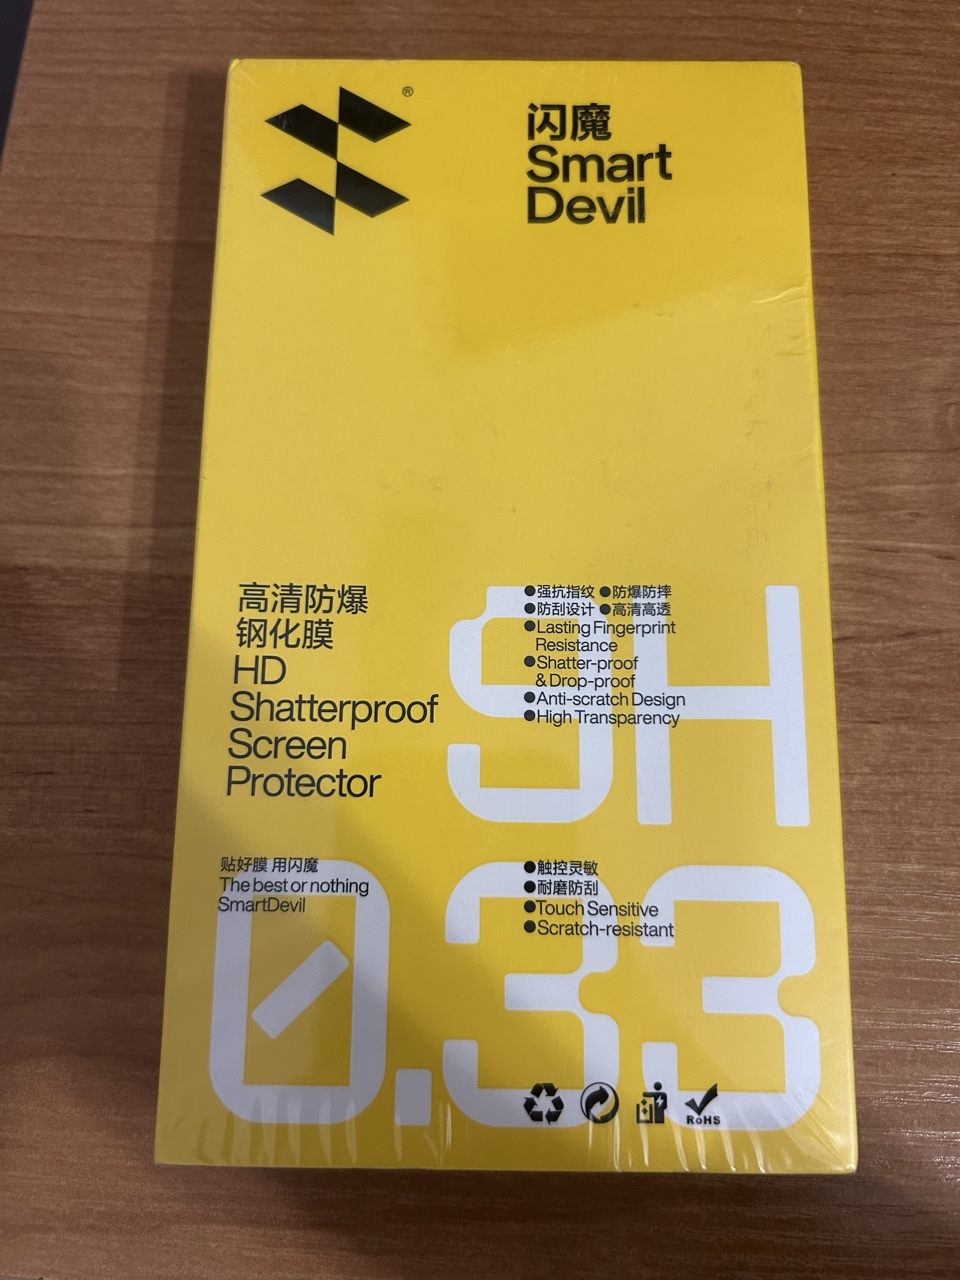 ®
闪魔
Smart
Devil
高清防爆
钢化膜
HD
Shatterproof
Screen
Protector
9H
●强抗指纹 ●防爆防摔
●防刮设计 ●高清高透
●Lasting Fingerprint
Resistance
●Shatter-proof
& Drop-proof
●Anti-scratch Design
●High Transparency
贴好膜 用闪魔
The best or nothing
SmartDevil
0.33
●触控灵敏
●耐磨防刮
●Touch Sensitive
●Scratch-resistant
RoHS